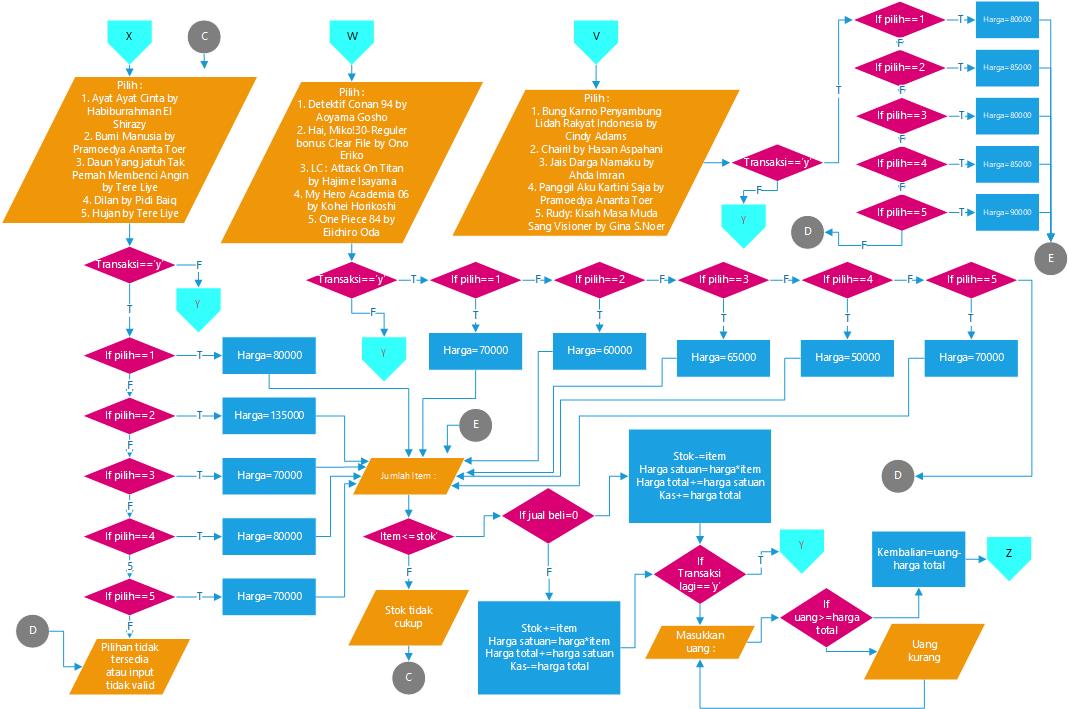 X
C
W
V
Pilih :
1. Ayat Ayat Cinta by
Habiburrahman El
Shirazy
2. Bumi Manusia by
Pramoedya Ananta Toer
3. Daun Yang jatuh Tak
Pernah Membenci Angin
by Tere Liye
4. Dilan by Pidi Baiq
5. Hujan by Tere Liye
Pilih :
1. Detektif Conan 94 by
Aoyama Gosho
2. Hai, Miko!30-Reguler
bonus Clear File by Ono
Eriko
3. LC : Attack On Titan
by Hajime Isayama
4. My Hero Academia 06
by Kohei Horikoshi
5. One Piece 84 by
Eiichiro Oda
Pilih :
1. Bung Karno Penyambung
Lidah Rakyat Indonesia by
Cindy Adams
2. Chairil by Hasan Aspahani
3. Jais Darga Namaku by
Ahda Imran
4. Panggil Aku Kartini Saja by
Pramoedya Ananta Toer
5. Rudy: Kisah Masa Muda
Sang Visioner by Gina S.Noer
Transaksi=='y'
F
Y
T
If pilih==1
T
Harga=80000
F
If pilih==2
T
Harga=85000
F
If pilih==3
T
Harga=80000
F
If pilih==4
T
Harga=85000
F
If pilih==5
T
Harga=90000
F
D
E
Transaksi=='y'
F
Y
T
Transaksi=='y'
T
F
Y
If pilih==1
F
If pilih==2
F
If pilih==3
F
If pilih==4
F
If pilih==5
T
T
T
T
T
Harga=70000
Harga=60000
Harga=65000
Harga=50000
Harga=70000
D
If pilih==1
T
Harga=80000
F
If pilih==2
T
Harga=135000
F
If pilih==3
T
Harga=70000
F
If pilih==4
T
Harga=80000
5
If pilih==5
T
Harga=70000
F
D
Pilihan tidak
tersedia
atau input
tidak valid
E
Jumlah Item :
Item<=stok'
F
Stok tidak
cukup
C
If jual beli=0
F
Stok-=item
Harga satuan=harga*item
Harga total+=harga satuan
Kas+=harga total
Stok+=item
Harga satuan=harga*item
Harga total+=harga satuan
Kas-=harga total
If
Transaksi
lagi=='y'
T
Y
Masukkan
uang :
If
uang>=harga
total
Kembalian=uang-
harga total
Z
Uang
kurang